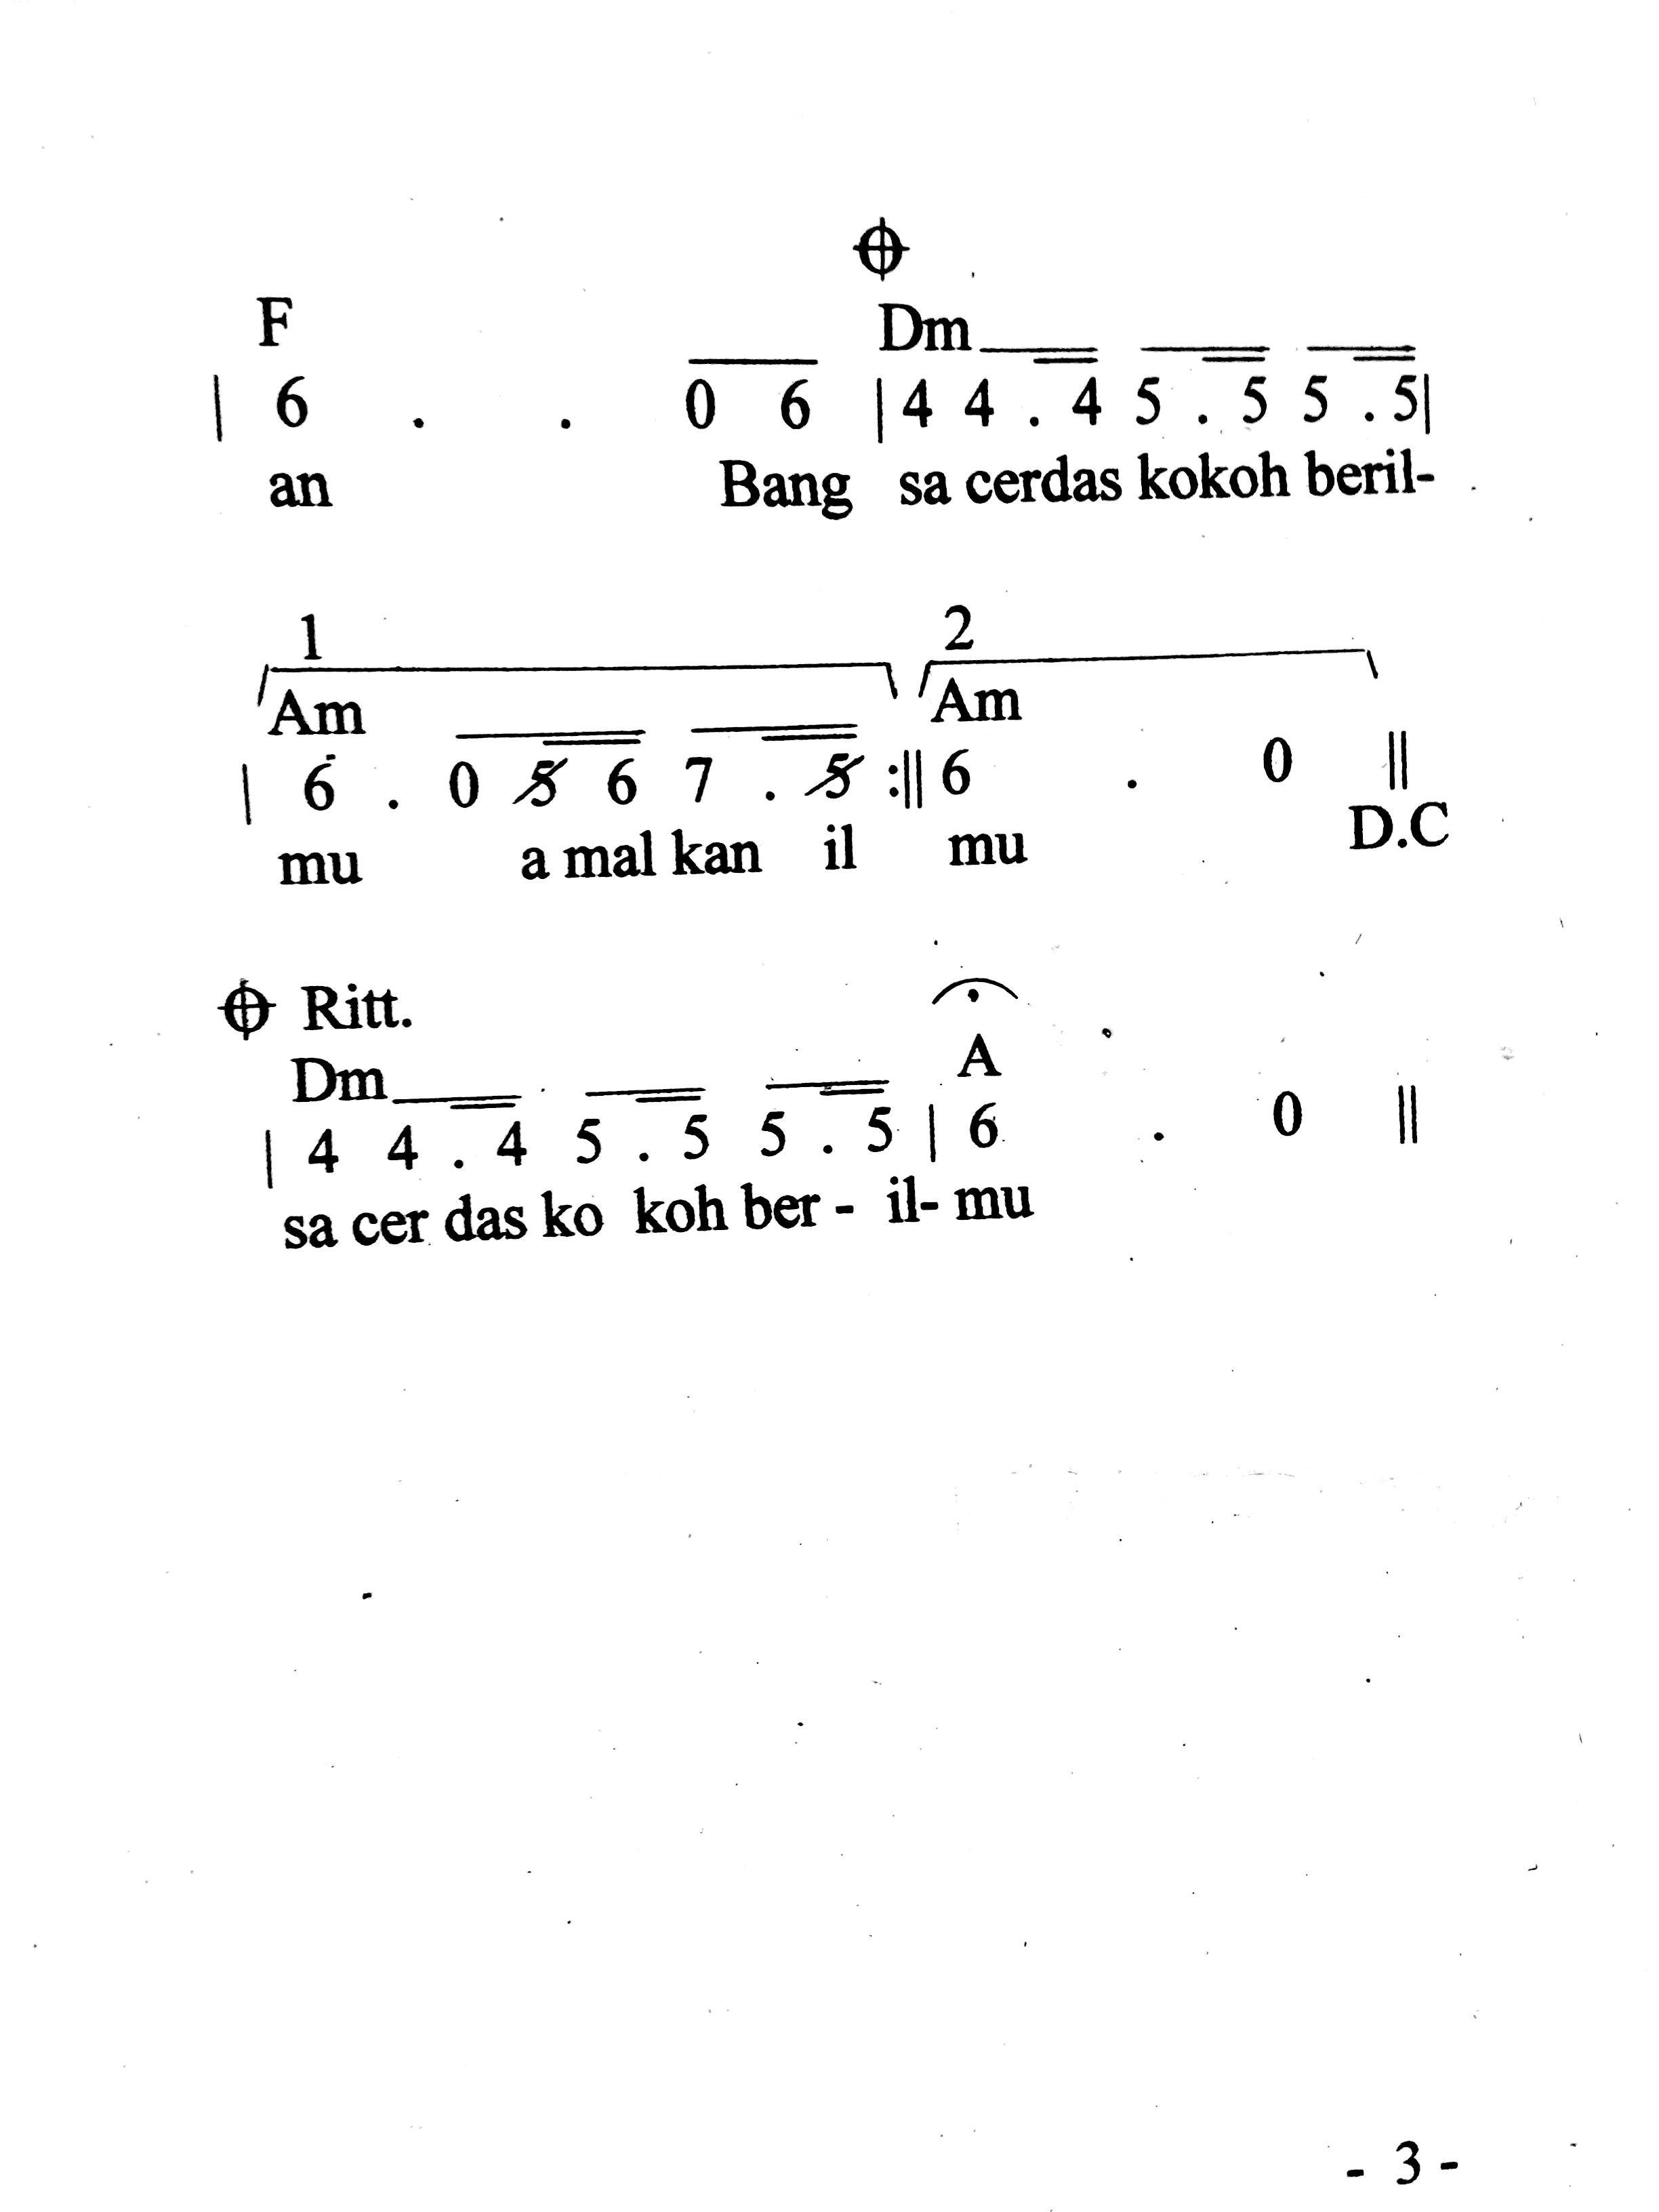 F Dm
| 6 . . 0 6 | 4 4 . 4 5 . 5 5 . 5 |
an Bang sa cerdas kokoh beril-
1 2
Am Am
| 6 . 0 5̸ 6 7 . 5̸ :|| 6 . 0 ||
mu a mal kan il mu D.C
Ritt.
Dm A
| 4 4 . 4 5 . 5 5 . 5 | 6 . 0 ||
sa cer das ko koh ber - il- mu
- 3 -